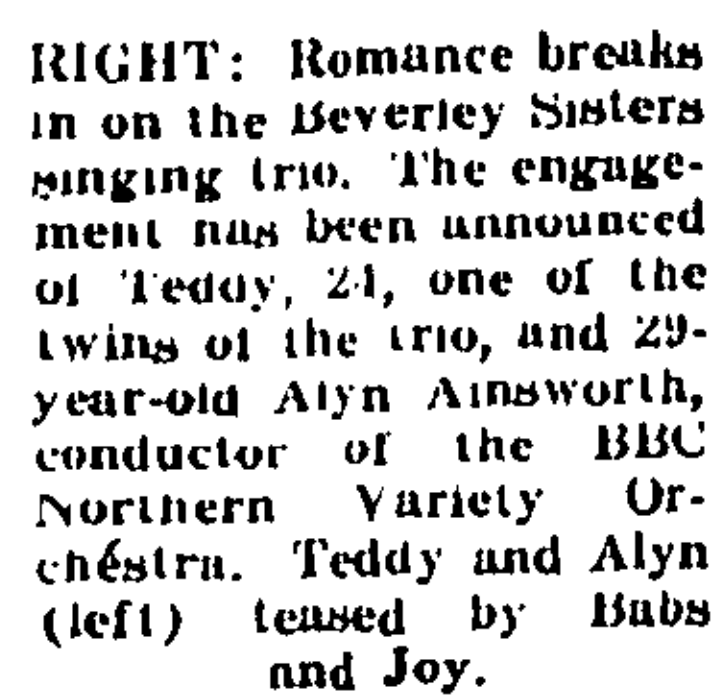 RIGHT: Romance breaks
in on the Beverley Sisters
singing trio. The engage-
ment has been announced
of Teddy, 24, one of the
twins of the trio, and 29-
year-old Alyn Ainsworth,
conductor of the BBC
Northern Variety Or-
chestra. Teddy and Alyn
(left) teased by Babs
and Joy.